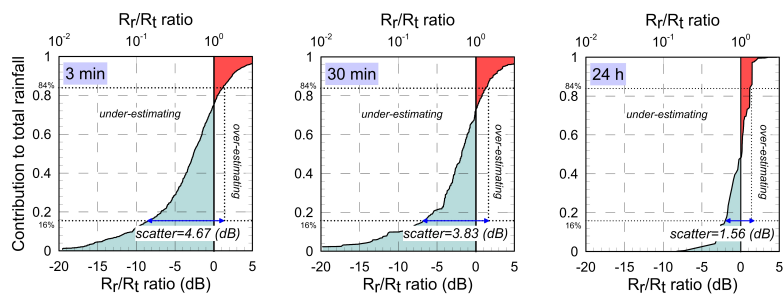 Rr/Rt ratio
Rr/Rt ratio
Rr/Rt ratio
10-2 10-1 100
10-2 10-1 100
10-2 10-1 100
Contribution to total rainfall
1
84%
0.8
0.6
0.4
0.2
16%
0
3 min
under-estimating
over-estimating
scatter=4.67 (dB)
-20 -15 -10 -5 0 5
Rr/Rt ratio (dB)
1
84%
0.8
0.6
0.4
0.2
16%
0
30 min
under-estimating
over-estimating
scatter=3.83 (dB)
-20 -15 -10 -5 0 5
Rr/Rt ratio (dB)
1
84%
0.8
0.6
0.4
0.2
16%
0
24 h
under-estimating
over-estimating
scatter=1.56 (dB)
-20 -15 -10 -5 0 5
Rr/Rt ratio (dB)